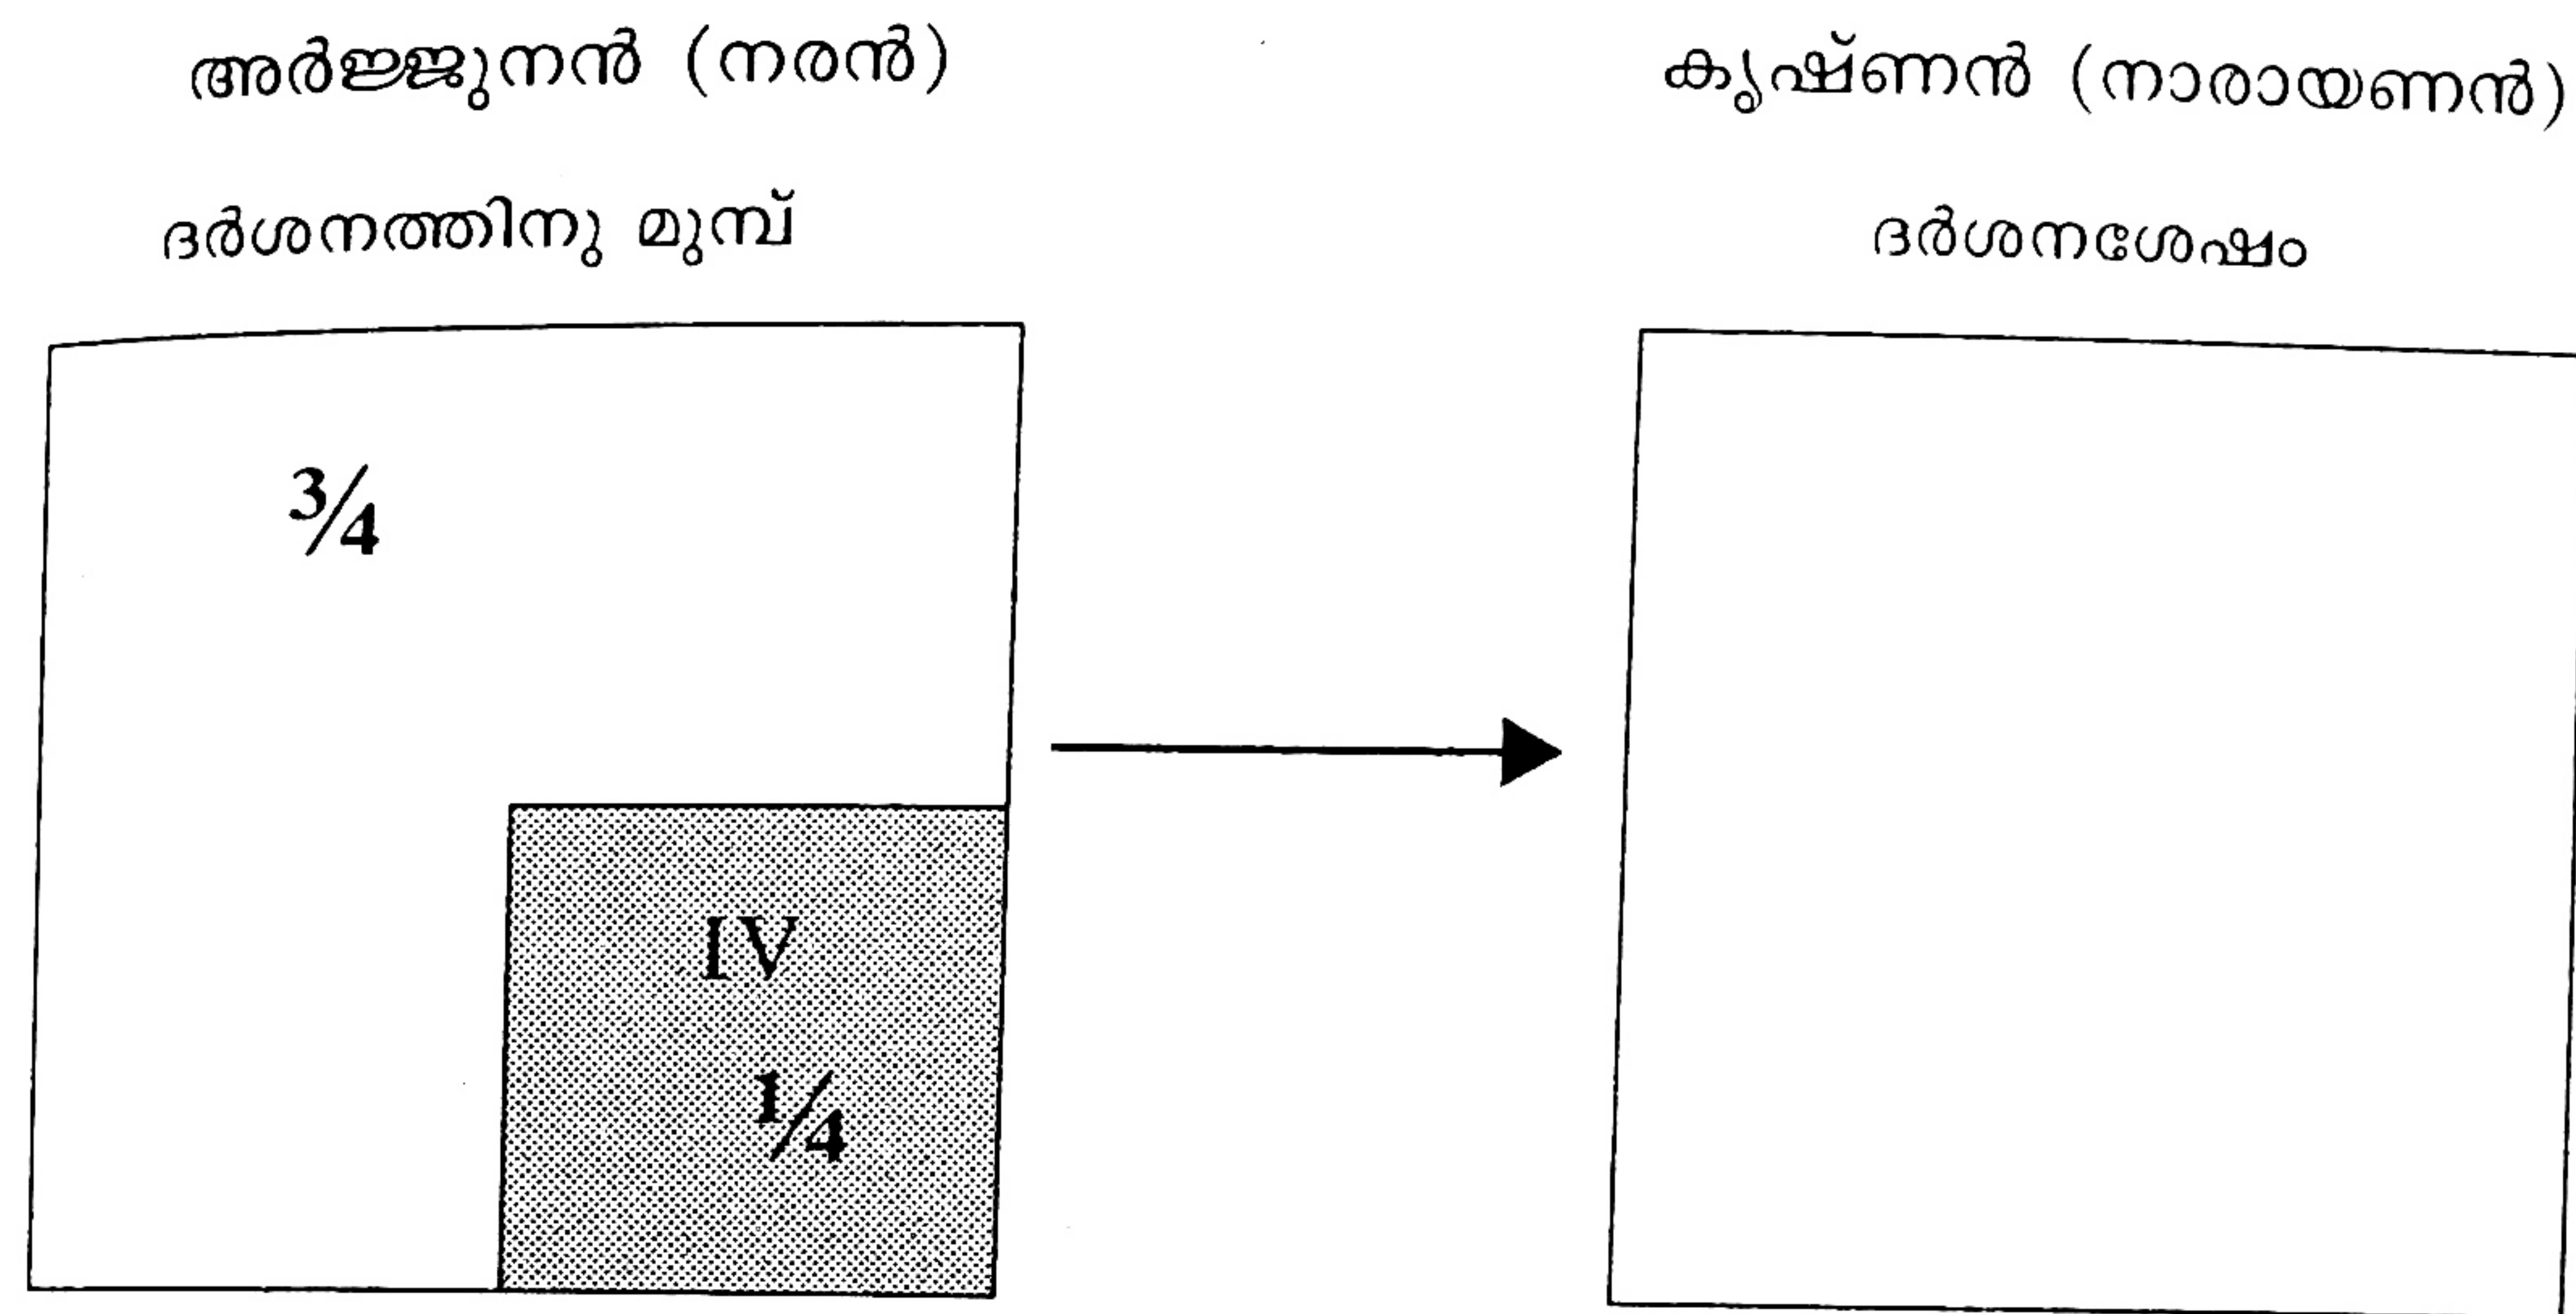 അർജ്ജുനൻ (നരൻ)
കൃഷ്ണൻ (നാരായണൻ)
ദർശനത്തിനു മുമ്പ്
ദർശനശേഷം
¾
IV
¼